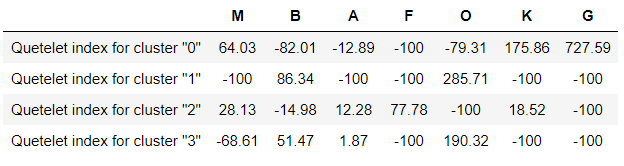 M B A F O K G
Quetelet index for cluster "0" 64.03 -82.01 -12.89 -100 -79.31 175.86 727.59
Quetelet index for cluster "1" -100 86.34 -100 -100 285.71 -100 -100
Quetelet index for cluster "2" 28.13 -14.98 12.28 77.78 -100 18.52 -100
Quetelet index for cluster "3" -68.61 51.47 1.87 -100 190.32 -100 -100